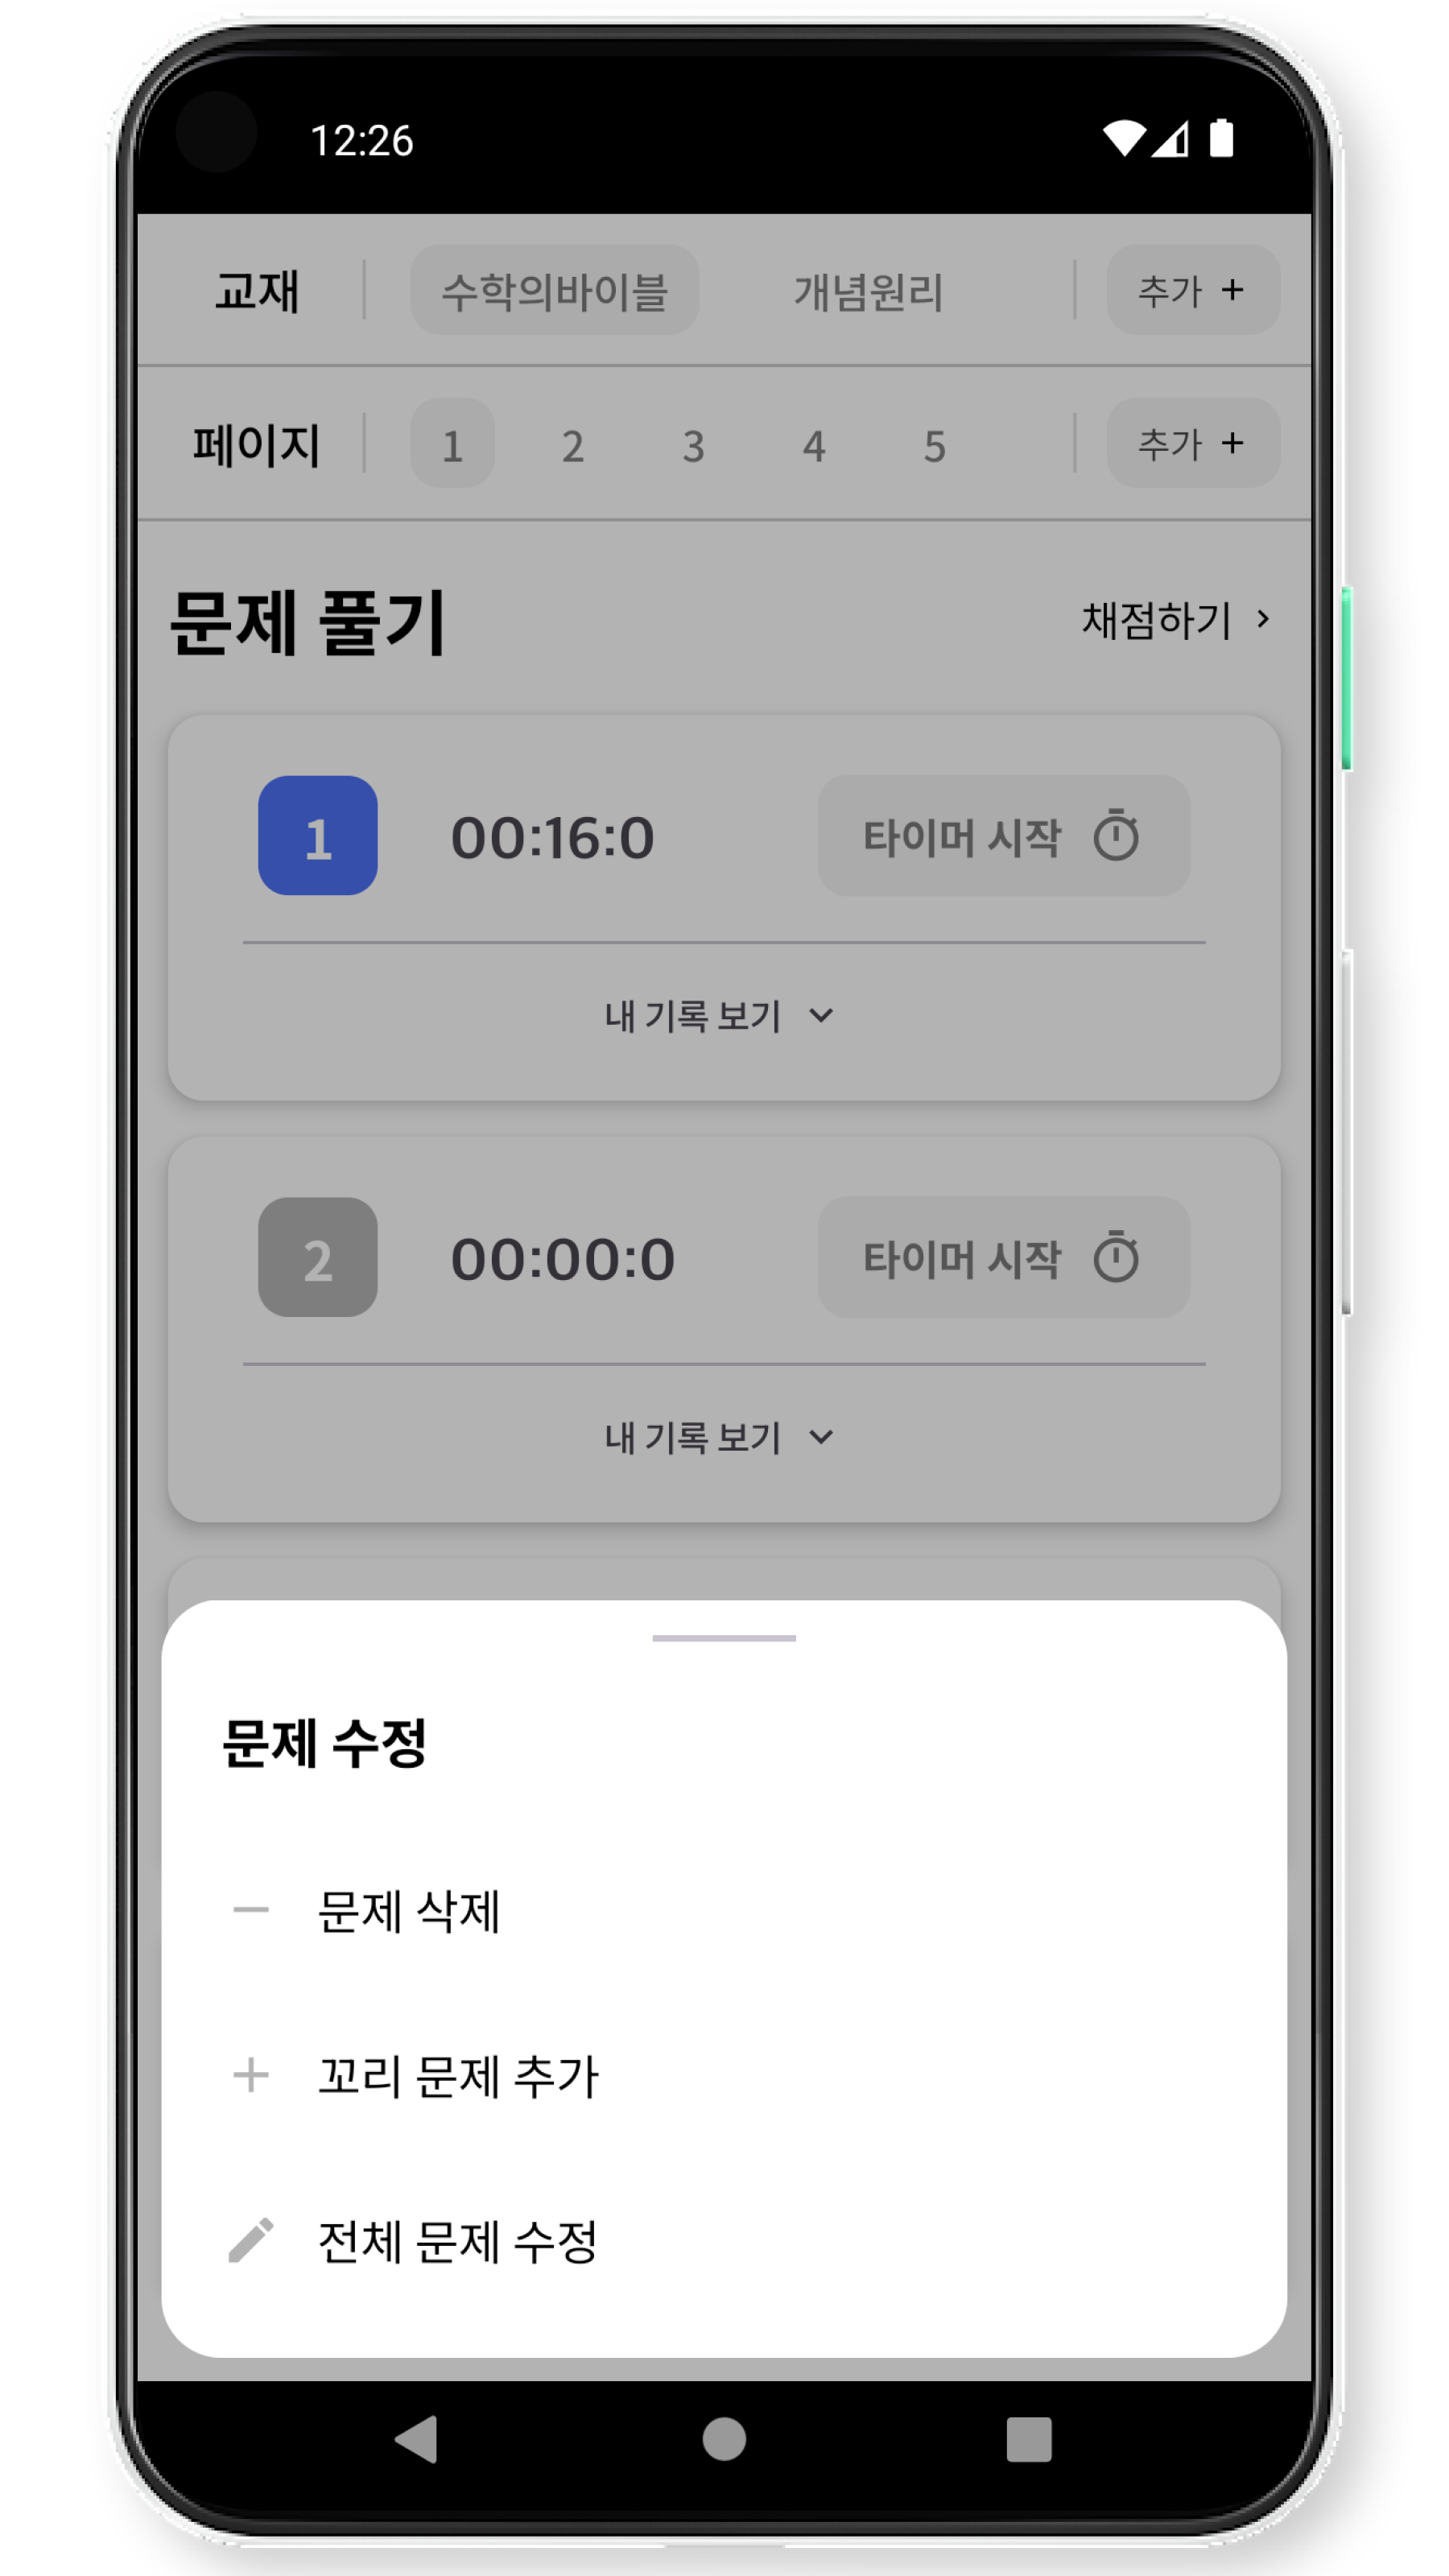 12:26
교재 수학의바이블 개념원리 추가 +
페이지 1 2 3 4 5 추가 +
문제 풀기 채점하기 >
1 00:16:0 타이머 시작
내 기록 보기
2 00:00:0 타이머 시작
내 기록 보기
문제 수정
문제 삭제
꼬리 문제 추가
전체 문제 수정